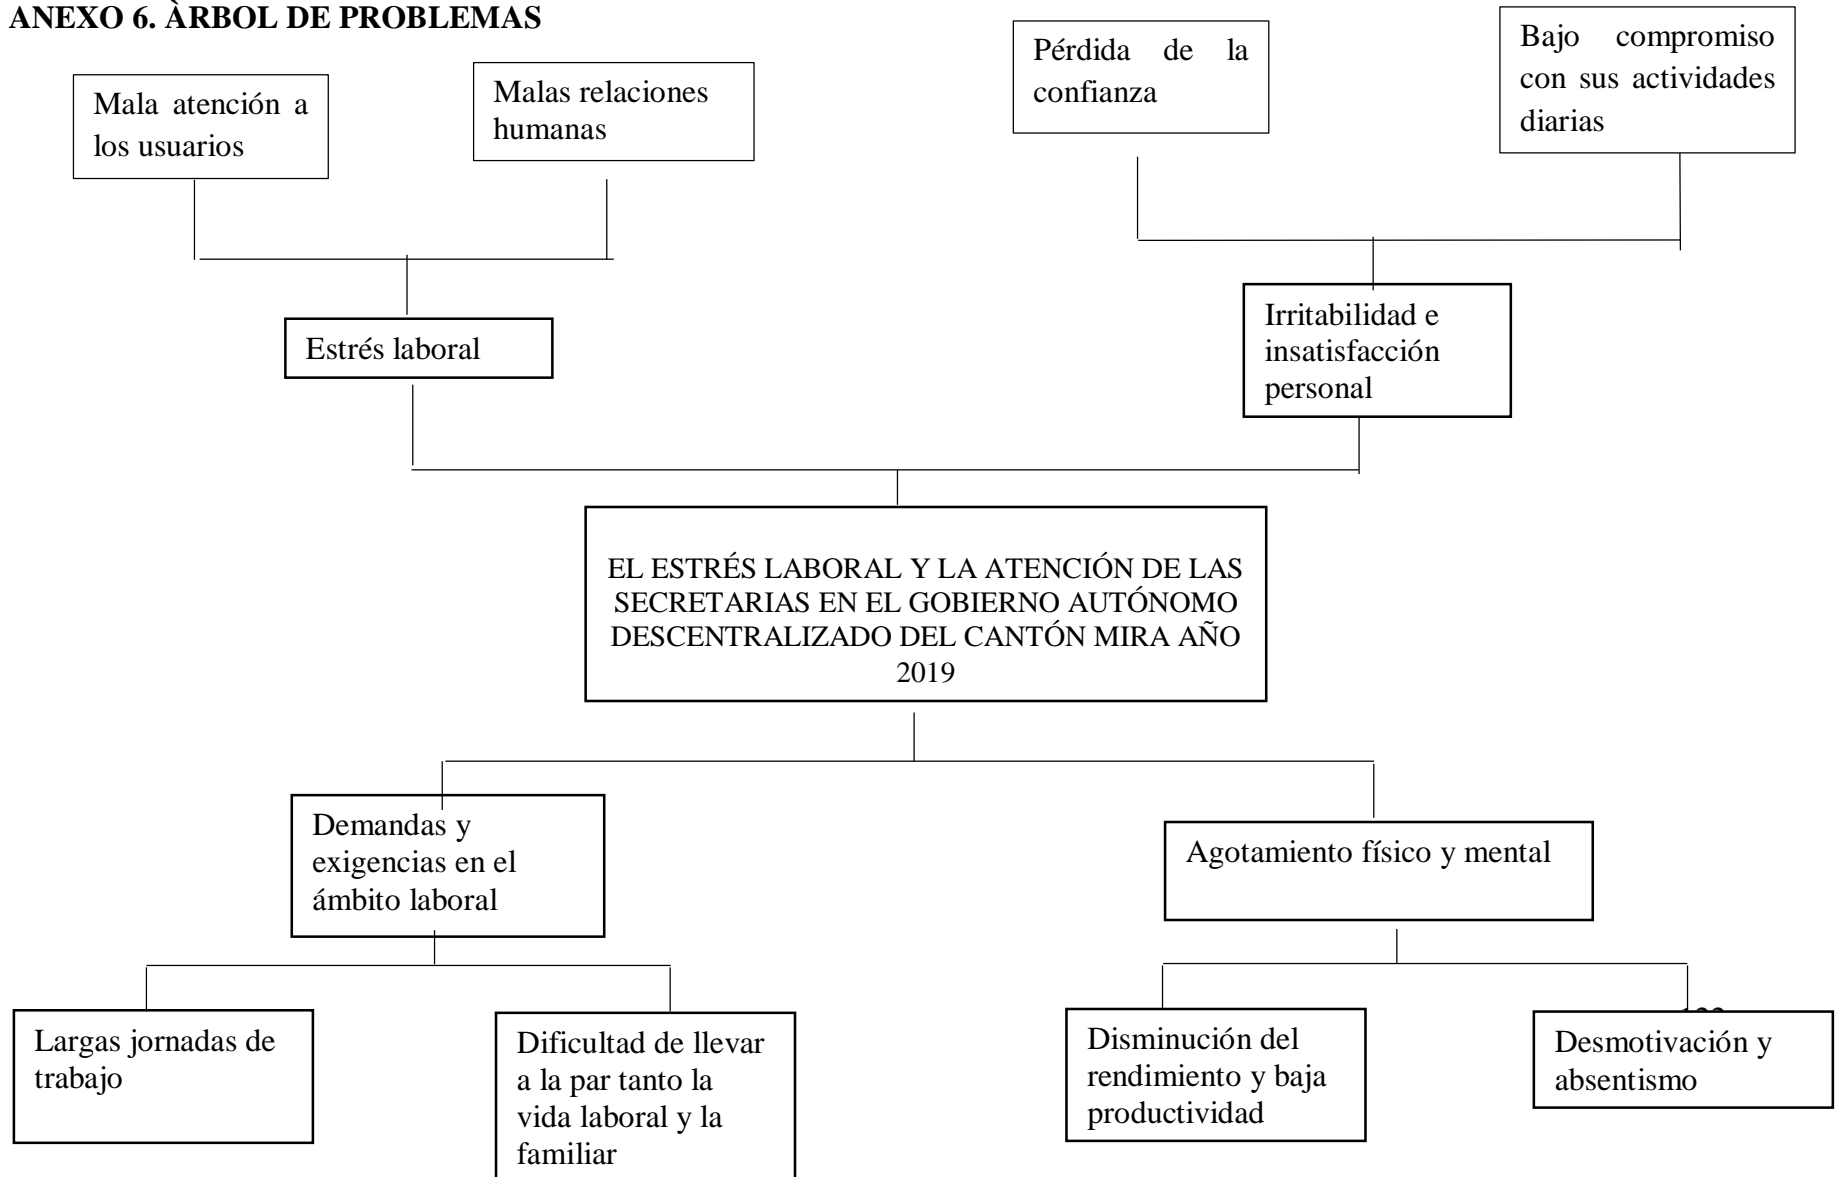 ANEXO 6. ÀRBOL DE PROBLEMAS
Mala atención a
los usuarios
Malas relaciones
humanas
Pérdida de la
confianza
Bajo compromiso
con sus actividades
diarias
Estrés laboral
Irritabilidad e
insatisfacción
personal
EL ESTRÉS LABORAL Y LA ATENCIÓN DE LAS
SECRETARIAS EN EL GOBIERNO AUTÓNOMO
DESCENTRALIZADO DEL CANTÓN MIRA AÑO
2019
Demandas y
exigencias en el
ámbito laboral
Agotamiento físico y mental
Largas jornadas de
trabajo
Dificultad de llevar
a la par tanto la
vida laboral y la
familiar
Disminución del
rendimiento y baja
productividad
Desmotivación y
absentismo